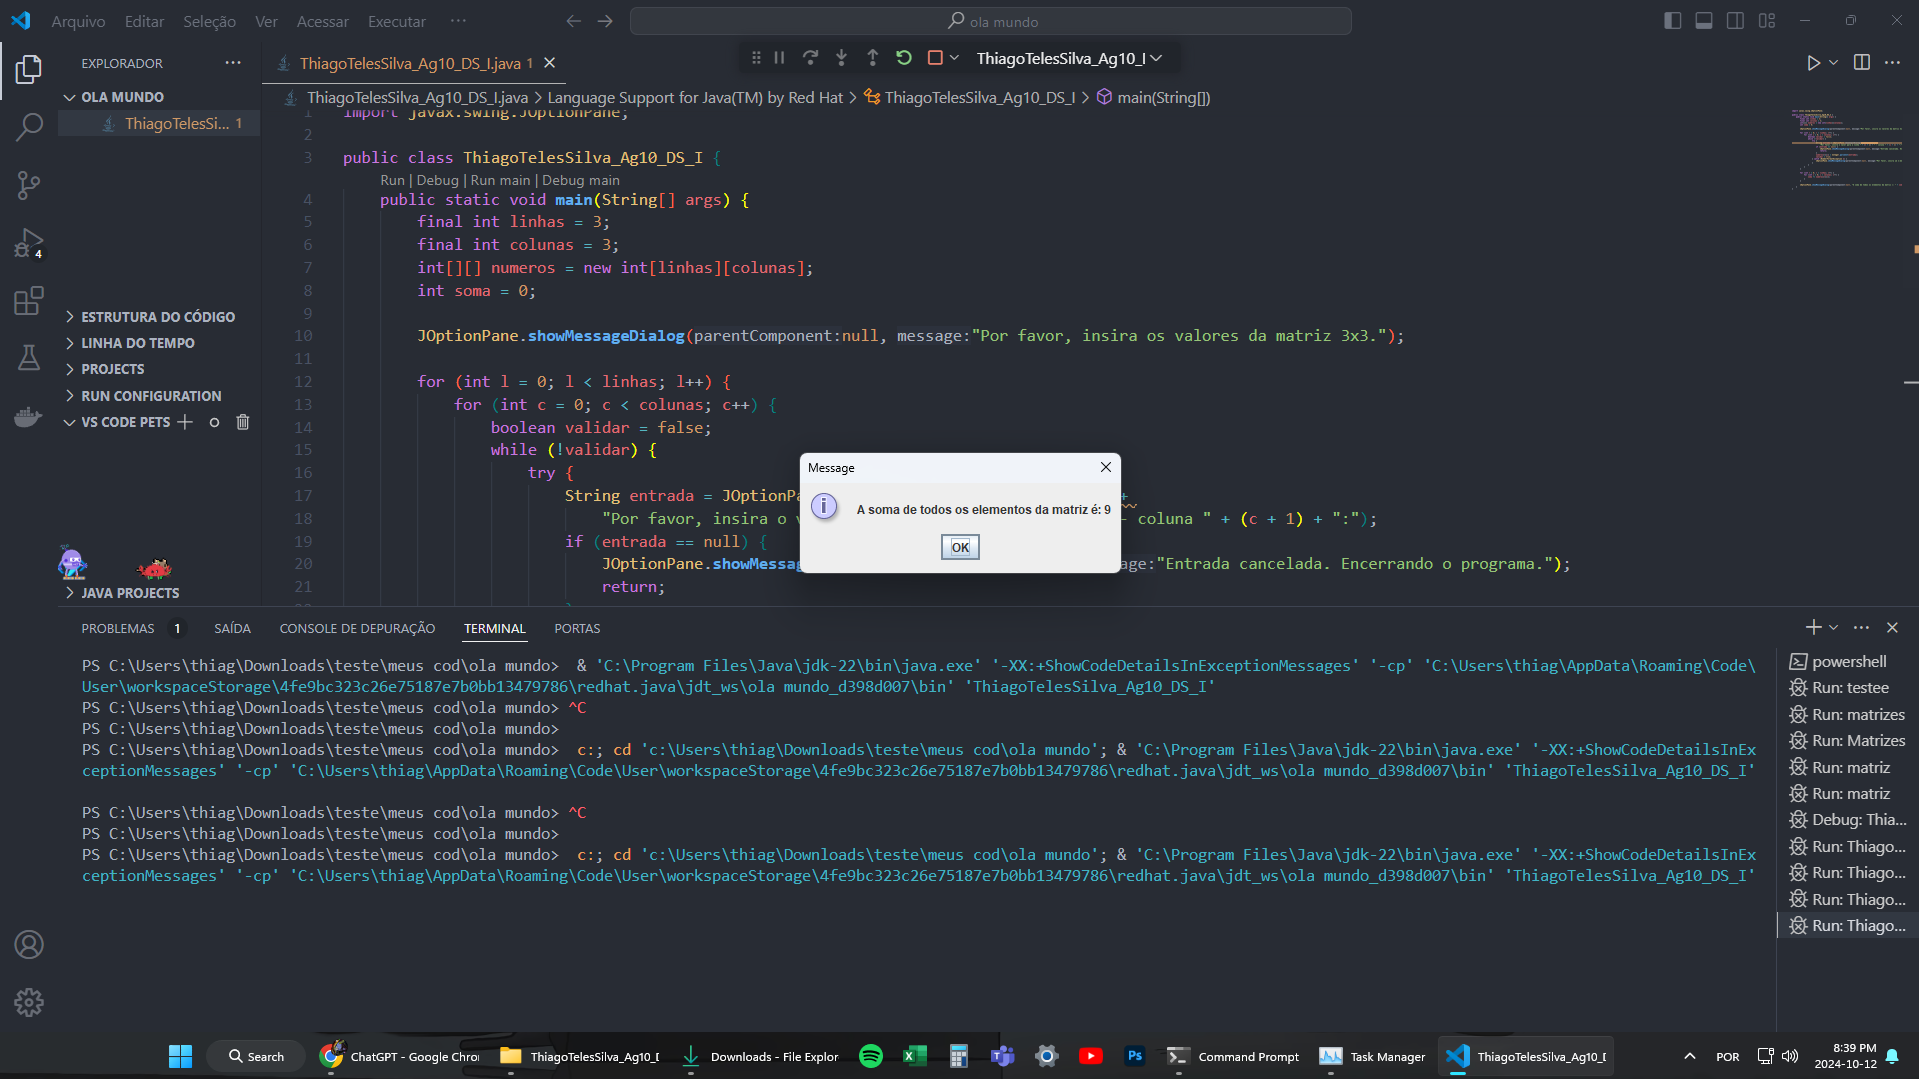 Arquivo Editar Seleção Ver Acessar Executar ··· ola mundo
EXPLORADOR ···
ThiagoTelesSilva_Ag10_DS_I.java 1
ThiagoTelesSilva_Ag10_I
OLA MUNDO
ThiagoTelesSi... 1
ThiagoTelesSilva_Ag10_DS_I.java > Language Support for Java(TM) by Red Hat > ThiagoTelesSilva_Ag10_DS_I > main(String[])
1 import javax.swing.JOptionPane;
2
3 public class ThiagoTelesSilva_Ag10_DS_I {
Run | Debug | Run main | Debug main
4 public static void main(String[] args) {
5 final int linhas = 3;
6 final int colunas = 3;
7 int[][] numeros = new int[linhas][colunas];
8 int soma = 0;
9
10 JOptionPane.showMessageDialog(parentComponent:null, message:"Por favor, insira os valores da matriz 3x3.");
11
12 for (int l = 0; l < linhas; l++) {
13 for (int c = 0; c < colunas; c++) {
14 boolean validar = false;
15 while (!validar) {
16 try {
17 String entrada = JOptionPa +
18 "Por favor, insira o v - coluna " + (c + 1) + ":");
19 if (entrada == null) {
20 JOptionPane.showMessag age:"Entrada cancelada. Encerrando o programa.");
21 return;
4
ESTRUTURA DO CÓDIGO
LINHA DO TEMPO
PROJECTS
RUN CONFIGURATION
VS CODE PETS
JAVA PROJECTS
Message
A soma de todos os elementos da matriz é: 9
OK
PROBLEMAS 1 SAÍDA CONSOLE DE DEPURAÇÃO TERMINAL PORTAS
PS C:\Users\thiag\Downloads\teste\meus cod\ola mundo> & 'C:\Program Files\Java\jdk-22\bin\java.exe' '-XX:+ShowCodeDetailsInExceptionMessages' '-cp' 'C:\Users\thiag\AppData\Roaming\Code\
User\workspaceStorage\4fe9bc323c26e75187e7b0bb13479786\redhat.java\jdt_ws\ola mundo_d398d007\bin' 'ThiagoTelesSilva_Ag10_DS_I'
PS C:\Users\thiag\Downloads\teste\meus cod\ola mundo> ^C
PS C:\Users\thiag\Downloads\teste\meus cod\ola mundo>
PS C:\Users\thiag\Downloads\teste\meus cod\ola mundo> c:; cd 'c:\Users\thiag\Downloads\teste\meus cod\ola mundo'; & 'C:\Program Files\Java\jdk-22\bin\java.exe' '-XX:+ShowCodeDetailsInEx
ceptionMessages' '-cp' 'C:\Users\thiag\AppData\Roaming\Code\User\workspaceStorage\4fe9bc323c26e75187e7b0bb13479786\redhat.java\jdt_ws\ola mundo_d398d007\bin' 'ThiagoTelesSilva_Ag10_DS_I'
PS C:\Users\thiag\Downloads\teste\meus cod\ola mundo> ^C
PS C:\Users\thiag\Downloads\teste\meus cod\ola mundo>
PS C:\Users\thiag\Downloads\teste\meus cod\ola mundo> c:; cd 'c:\Users\thiag\Downloads\teste\meus cod\ola mundo'; & 'C:\Program Files\Java\jdk-22\bin\java.exe' '-XX:+ShowCodeDetailsInEx
ceptionMessages' '-cp' 'C:\Users\thiag\AppData\Roaming\Code\User\workspaceStorage\4fe9bc323c26e75187e7b0bb13479786\redhat.java\jdt_ws\ola mundo_d398d007\bin' 'ThiagoTelesSilva_Ag10_DS_I'
powershell
Run: testee
Run: matrizes
Run: Matrizes
Run: matriz
Run: matriz
Debug: Thia...
Run: Thiago...
Run: Thiago...
Run: Thiago...
Run: Thiago...
Search ChatGPT - Google Chro ThiagoTelesSilva_Ag10_D Downloads - File Explor Ps Command Prompt Task Manager ThiagoTelesSilva_Ag10_D POR 8:39 PM
2024-10-12